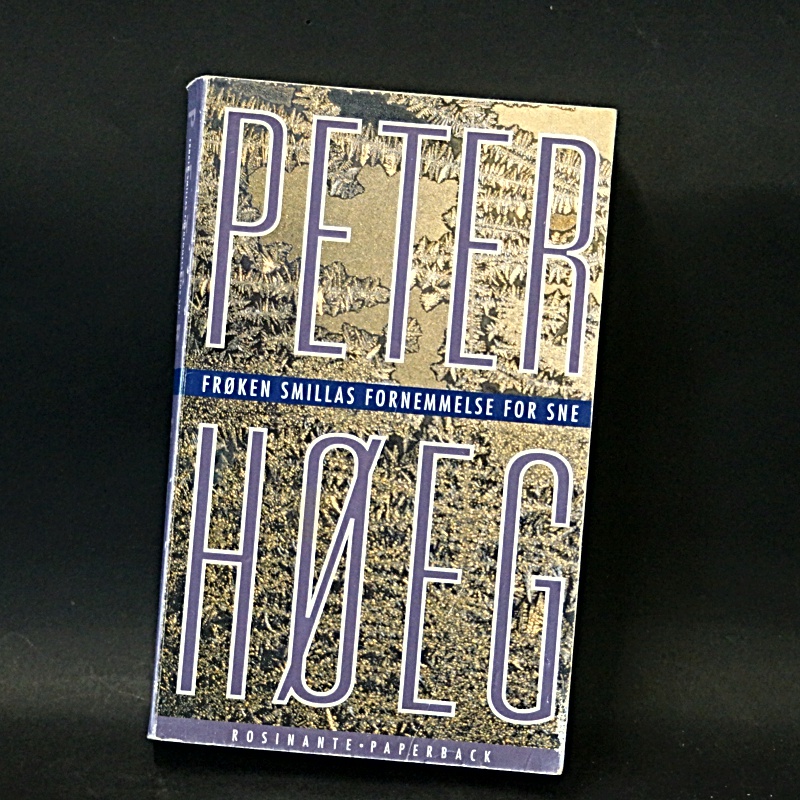 PETER
FRØKEN SMILLAS FORNEMMELSE FOR SNE
HØEG
ROSINANTE•PAPERBACK